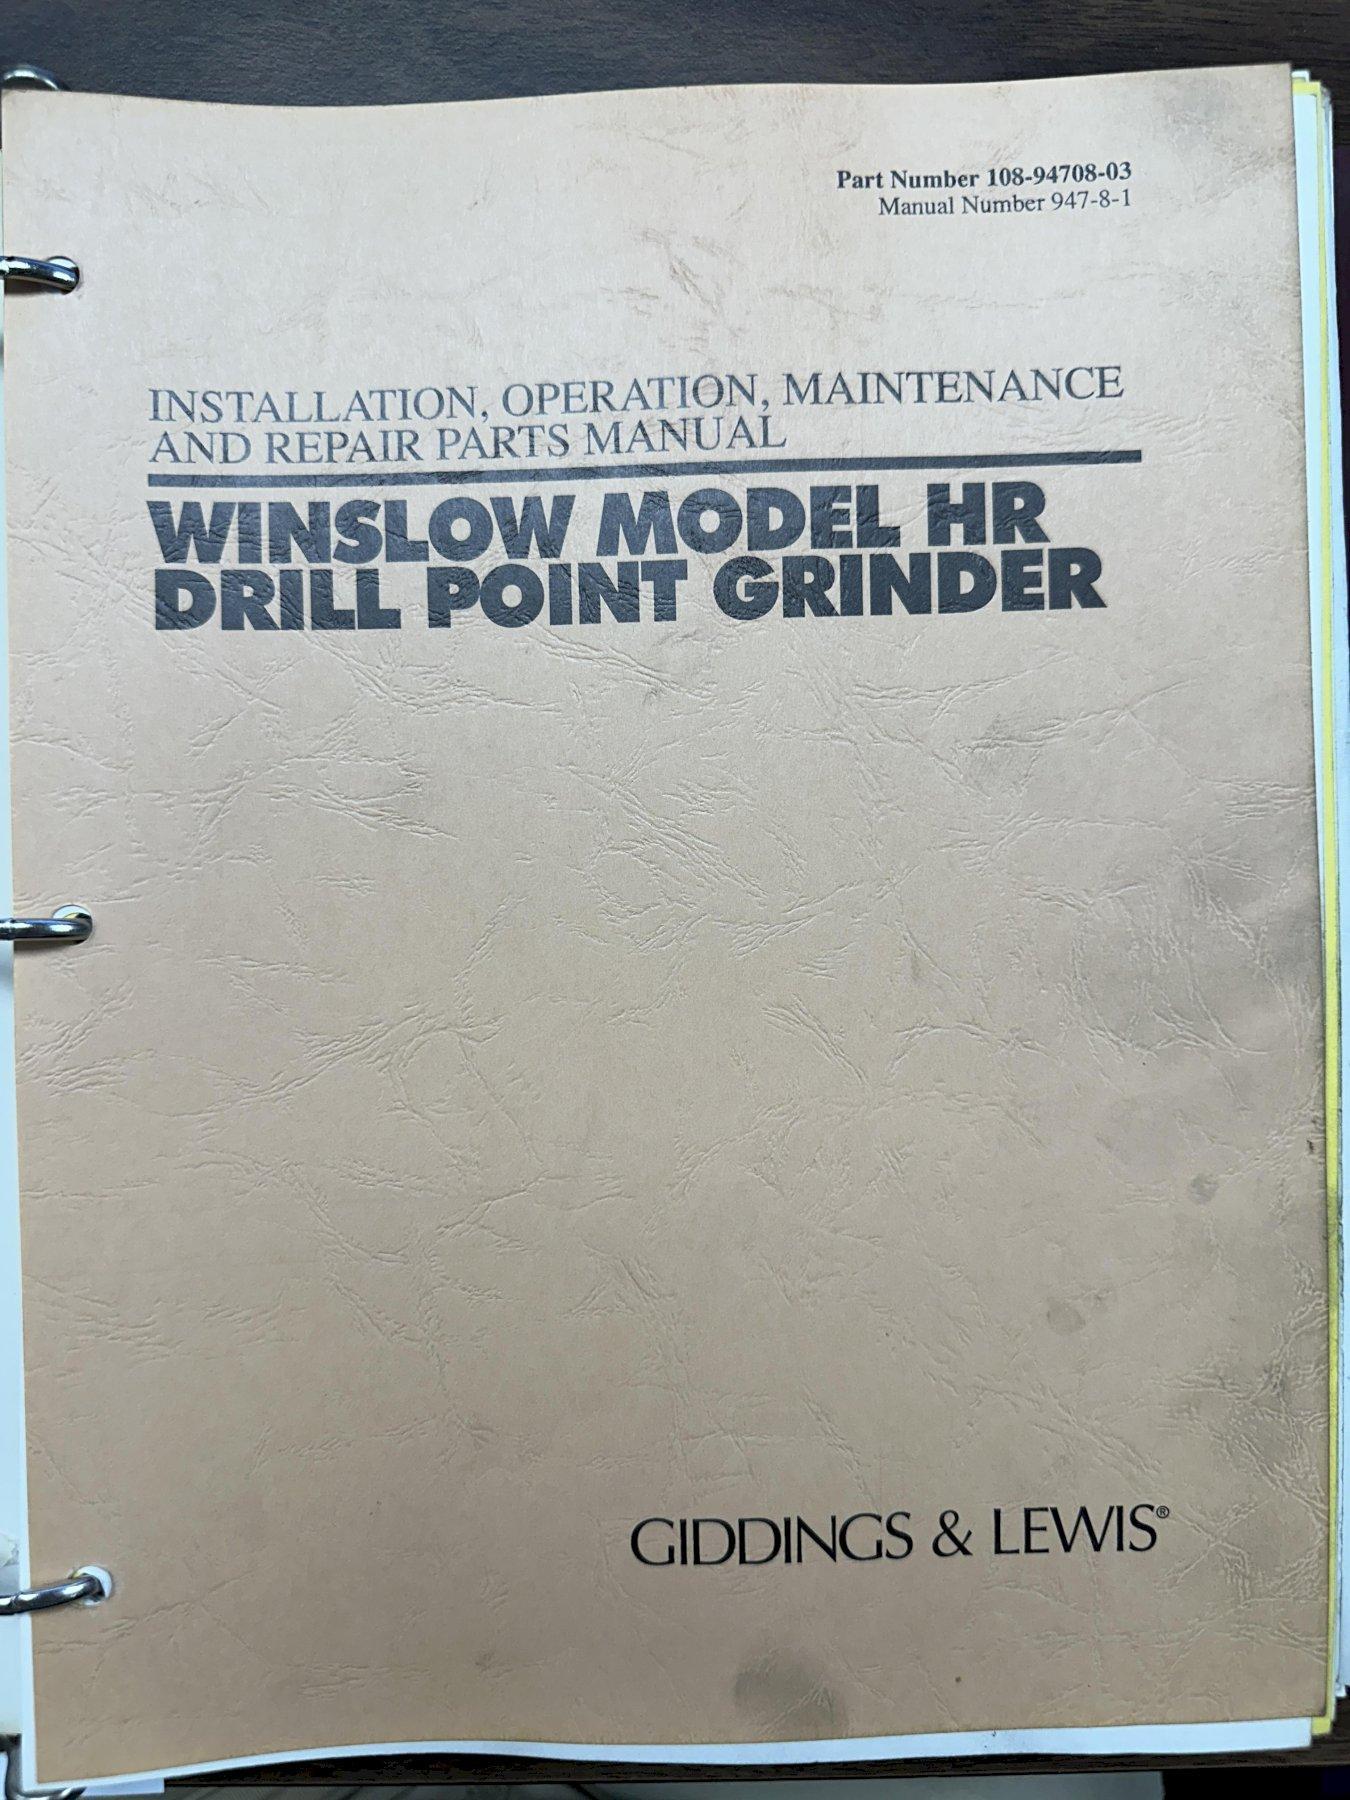 Part Number 108-94708-03
Manual Number 947-8-1
INSTALLATION, OPERATION, MAINTENANCE
AND REPAIR PARTS MANUAL
WINSLOW MODEL HR
DRILL POINT GRINDER
GIDDINGS & LEWIS®